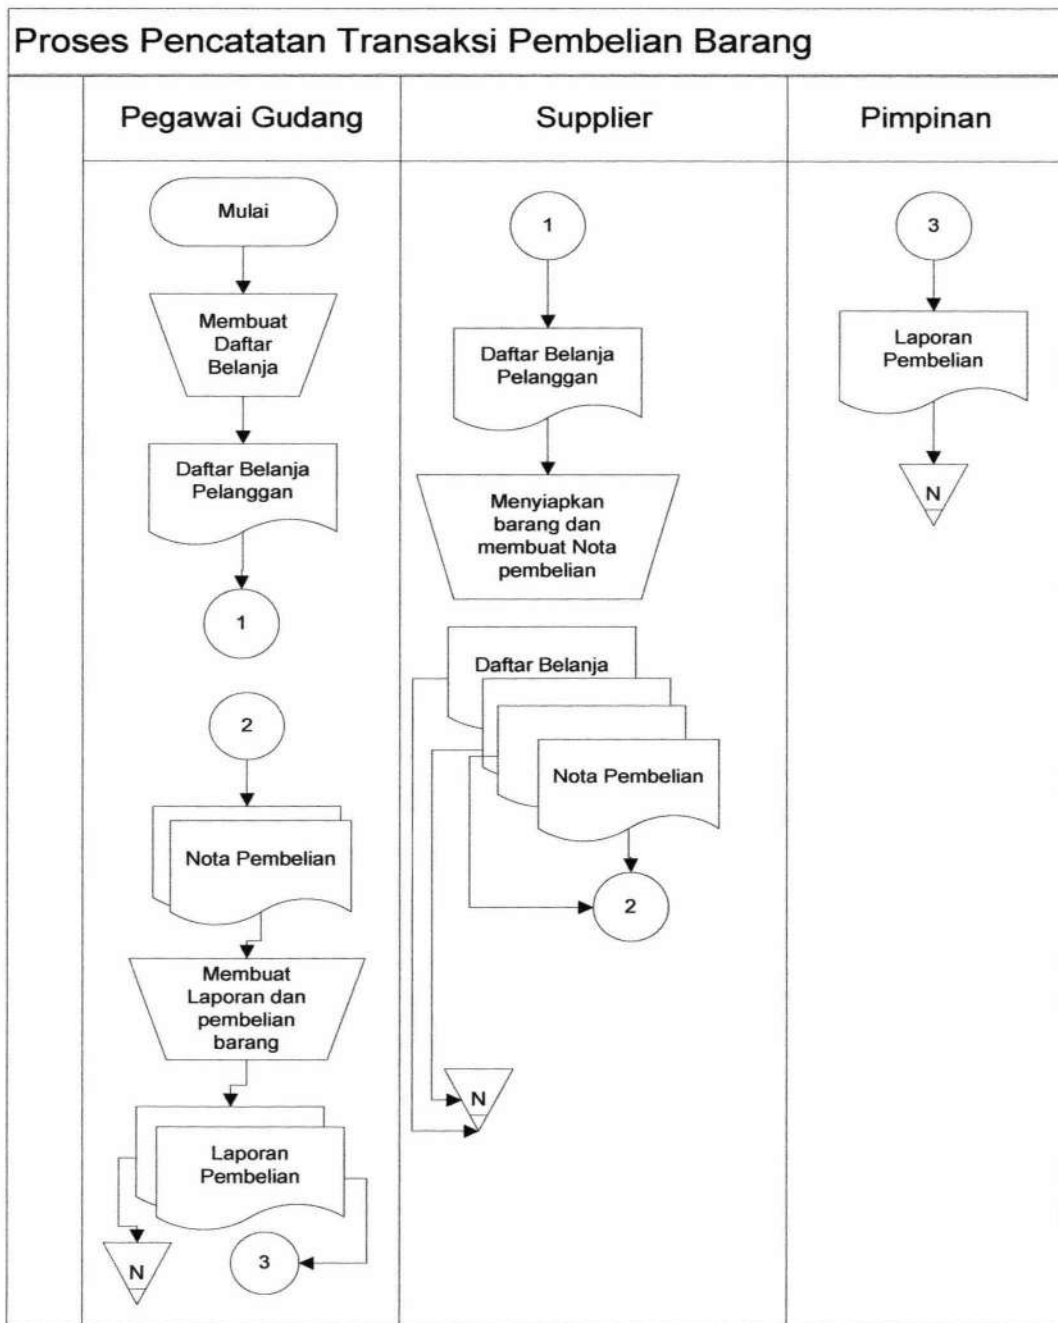 Proses Pencatatan Transaksi Pembelian Barang
Pegawai Gudang
Supplier
Pimpinan
Mulai
Membuat
Daftar
Belanja
Daftar Belanja
Pelanggan
1
2
Nota Pembelian
Membuat
Laporan dan
pembelian
barang
Laporan
Pembelian
N
3
1
Daftar Belanja
Pelanggan
Menyiapkan
barang dan
membuat Nota
pembelian
Daftar Belanja
Nota Pembelian
2
N
3
Laporan
Pembelian
N